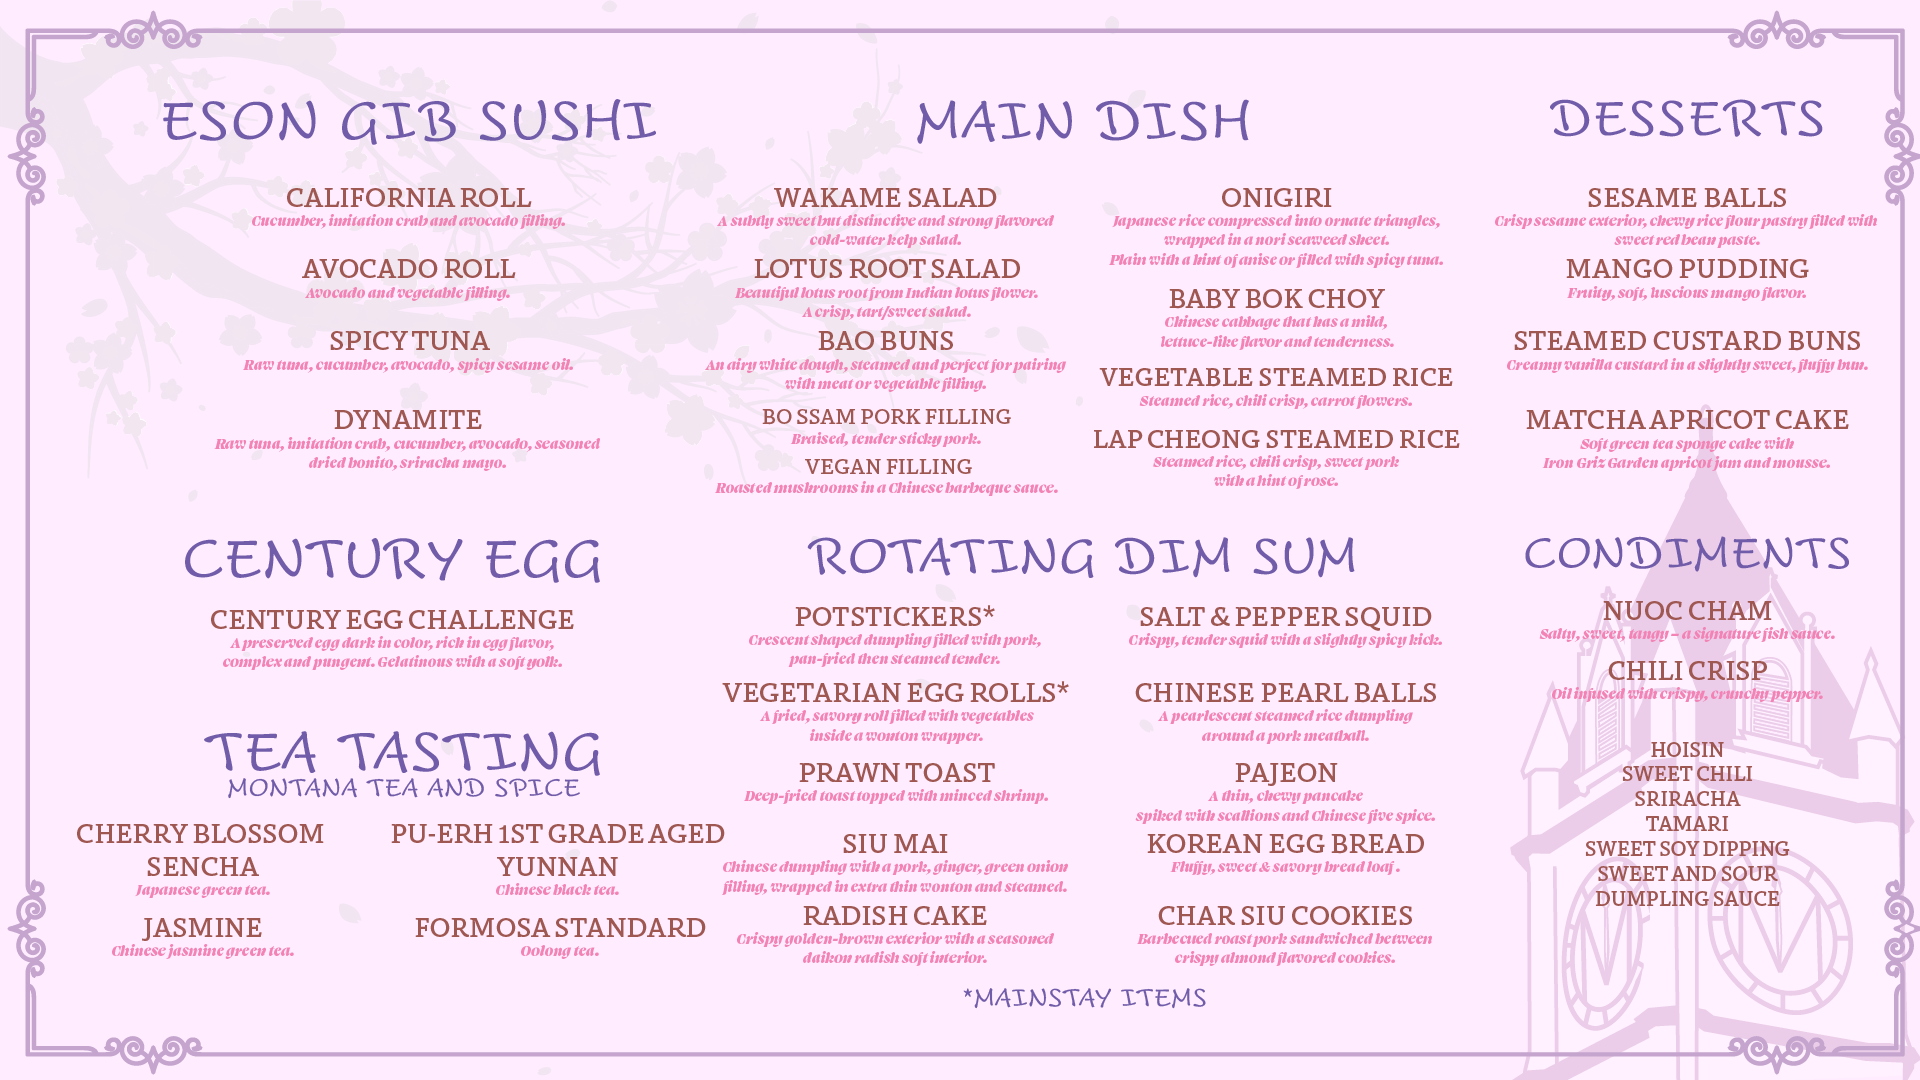 ESON GIB SUSHI
CALIFORNIA ROLL
Cucumber, imitation crab and avocado filling.
AVOCADO ROLL
Avocado and vegetable filling.
SPICY TUNA
Raw tuna, cucumber, avocado, spicy sesame oil.
DYNAMITE
Raw tuna, imitation crab, cucumber, avocado, seasoned
dried bonito, sriracha mayo.
CENTURY EGG
CENTURY EGG CHALLENGE
A preserved egg dark in color, rich in egg flavor,
complex and pungent. Gelatinous with a soft yolk.
TEA TASTING
MONTANA TEA AND SPICE
CHERRY BLOSSOM
SENCHA
Japanese green tea.
JASMINE
Chinese jasmine green tea.
PU-ERH 1ST GRADE AGED
YUNNAN
Chinese black tea.
FORMOSA STANDARD
Oolong tea.
MAIN DISH
WAKAME SALAD
A subtly sweet but distinctive and strong flavored
cold-water kelp salad.
LOTUS ROOT SALAD
Beautiful lotus root from Indian lotus flower.
A crisp, tart/sweet salad.
BAO BUNS
An airy white dough, steamed and perfect for pairing
with meat or vegetable filling.
BO SSAM PORK FILLING
Braised, tender sticky pork.
VEGAN FILLING
Roasted mushrooms in a Chinese barbeque sauce.
ONIGIRI
Japanese rice compressed into ornate triangles,
wrapped in a nori seaweed sheet.
Plain with a hint of anise or filled with spicy tuna.
BABY BOK CHOY
Chinese cabbage that has a mild,
lettuce-like flavor and tenderness.
VEGETABLE STEAMED RICE
Steamed rice, chili crisp, carrot flowers.
LAP CHEONG STEAMED RICE
Steamed rice, chili crisp, sweet pork
with a hint of rose.
ROTATING DIM SUM
POTSTICKERS*
Crescent shaped dumpling filled with pork,
pan-fried then steamed tender.
VEGETARIAN EGG ROLLS*
A fried, savory roll filled with vegetables
inside a wonton wrapper.
PRAWN TOAST
Deep-fried toast topped with minced shrimp.
SIU MAI
Chinese dumpling with a pork, ginger, green onion
filling, wrapped in extra thin wonton and steamed.
RADISH CAKE
Crispy golden-brown exterior with a seasoned
daikon radish soft interior.
SALT & PEPPER SQUID
Crispy, tender squid with a slightly spicy kick.
CHINESE PEARL BALLS
A pearlescent steamed rice dumpling
around a pork meatball.
PAJEON
A thin, chewy pancake
spiked with scallions and Chinese five spice.
KOREAN EGG BREAD
Fluffy, sweet & savory bread loaf .
CHAR SIU COOKIES
Barbecued roast pork sandwiched between
crispy almond flavored cookies.
*MAINSTAY ITEMS
DESSERTS
SESAME BALLS
Crisp sesame exterior, chewy rice flour pastry filled with
sweet red bean paste.
MANGO PUDDING
Fruity, soft, luscious mango flavor.
STEAMED CUSTARD BUNS
Creamy vanilla custard in a slightly sweet, fluffy bun.
MATCHA APRICOT CAKE
Soft green tea sponge cake with
Iron Griz Garden apricot jam and mousse.
CONDIMENTS
NUOC CHAM
Salty, sweet, tangy – a signature fish sauce.
CHILI CRISP
Oil infused with crispy, crunchy pepper.
HOISIN
SWEET CHILI
SRIRACHA
TAMARI
SWEET SOY DIPPING
SWEET AND SOUR
DUMPLING SAUCE